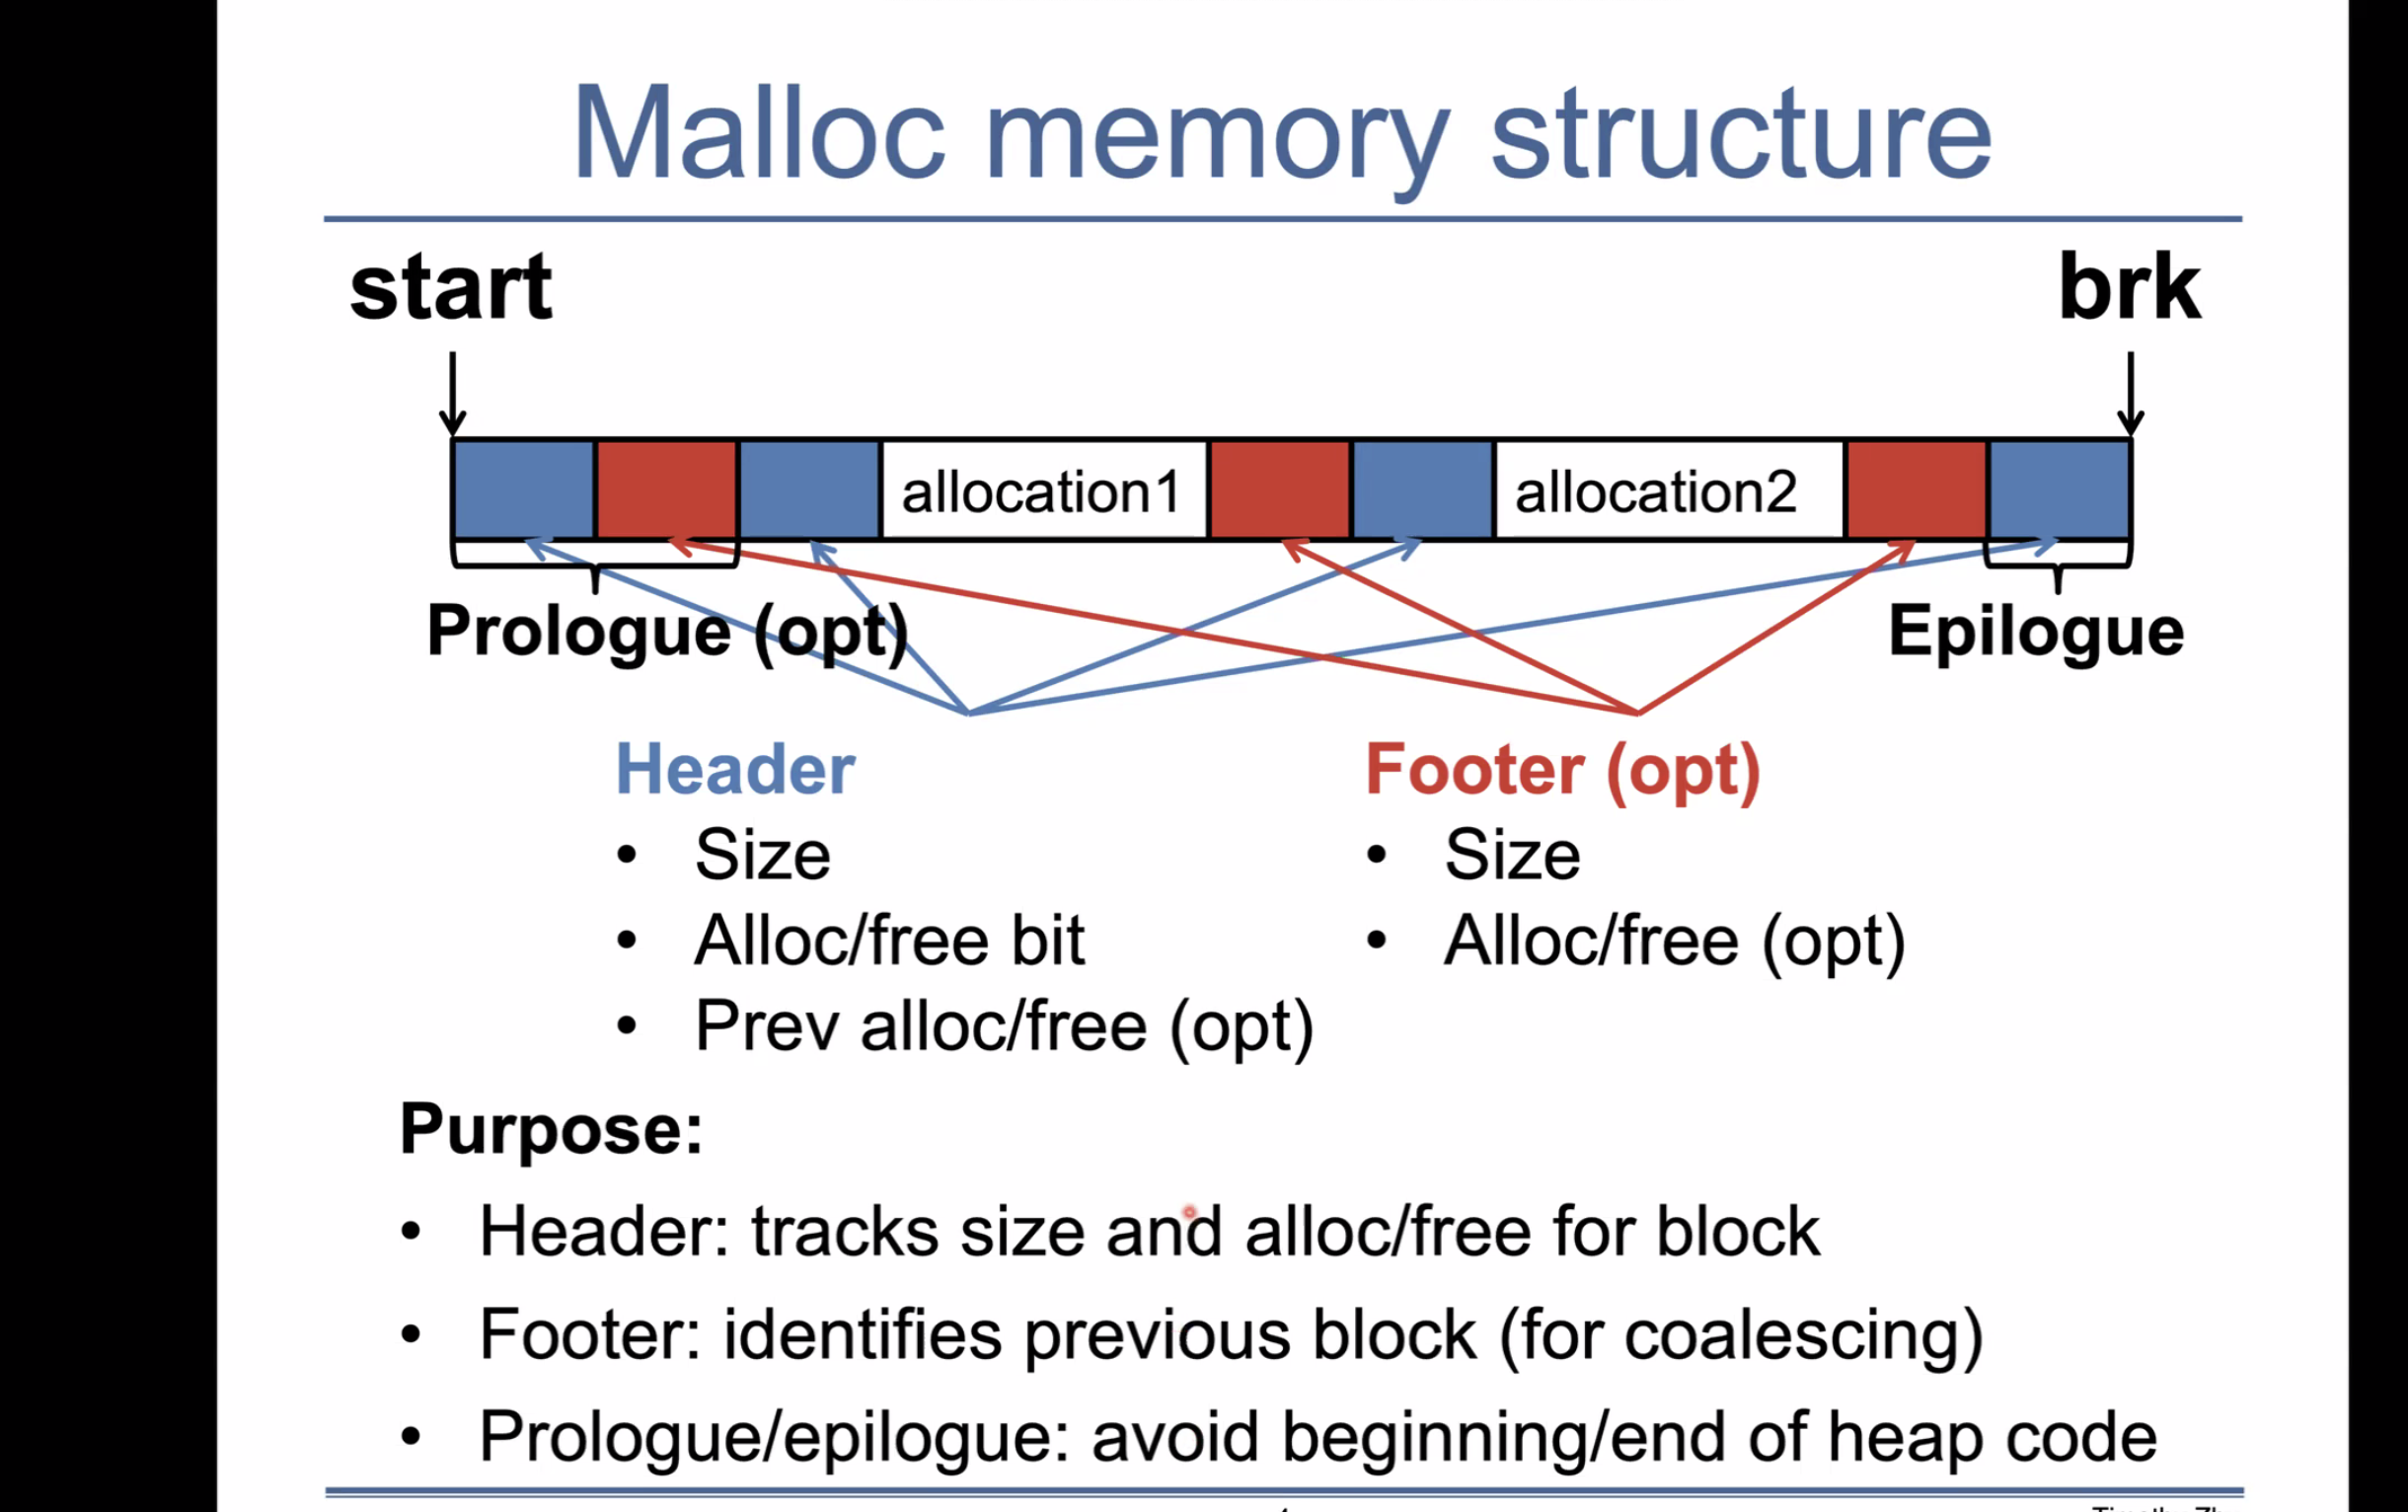 Malloc memory structure
start
brk
allocation1
allocation2
Prologue (opt)
Epilogue
Header
• Size
• Alloc/free bit
• Prev alloc/free (opt)
Footer (opt)
• Size
• Alloc/free (opt)
Purpose:
• Header: tracks size and alloc/free for block
• Footer: identifies previous block (for coalescing)
• Prologue/epilogue: avoid beginning/end of heap code